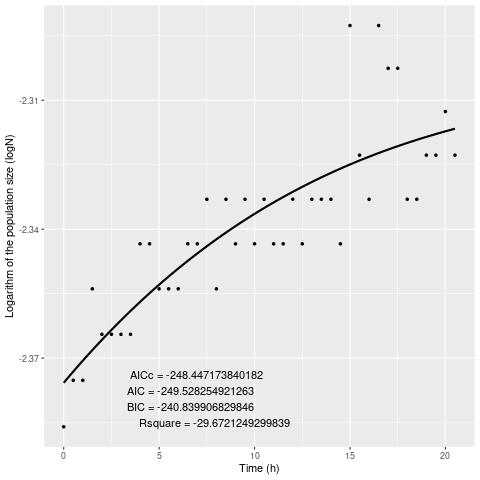 Logarithm of the population size (logN)
-2.31
-2.34
-2.37
AICc = -248.447173840182
AIC = -249.528254921263
BIC = -240.839906829846
Rsquare = -29.6721249299839
0 5 10 15 20
Time (h)